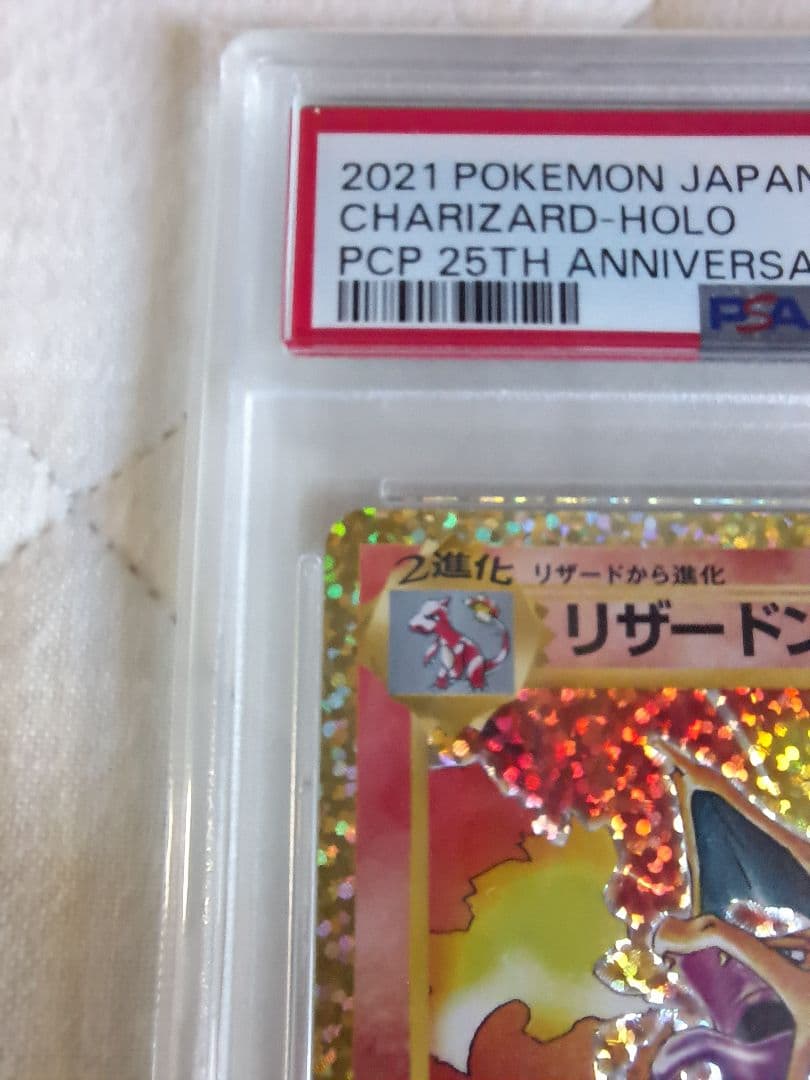 2021 POKEMON JAPAN
CHARIZARD-HOLO
PCP 25TH ANNIVERSA
PSA
2進化 リザードから進化
リザードン